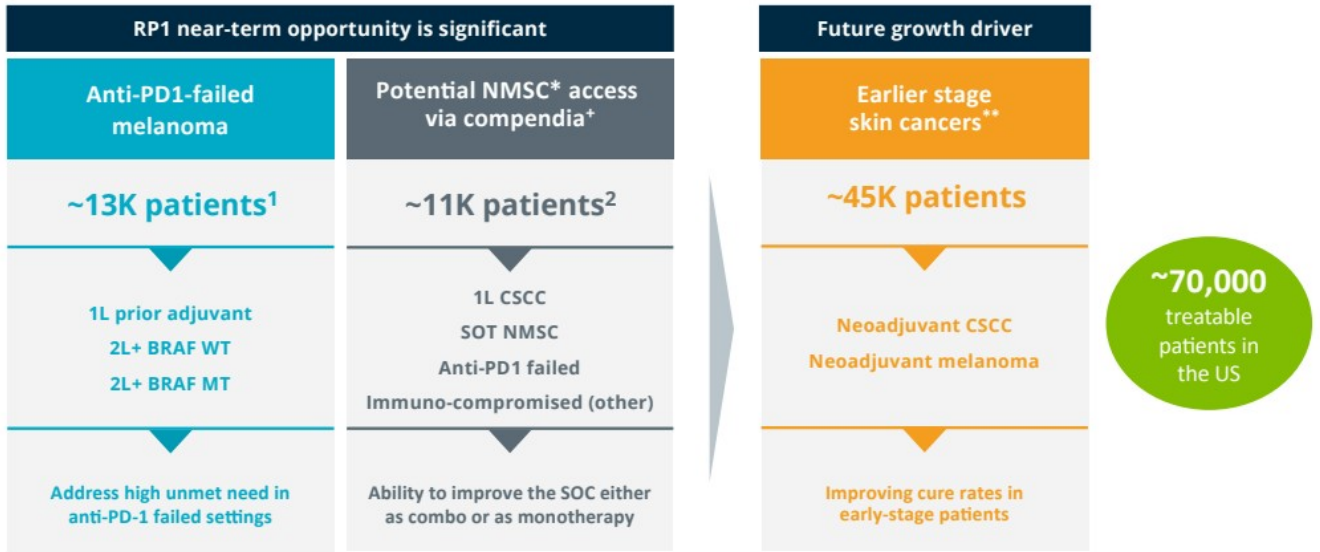 RP1 near-term opportunity is significant
Anti-PD1-failed
melanoma
~13K patients¹
1L prior adjuvant
2L+ BRAF WT
2L+ BRAF MT
Address high unmet need in
anti-PD-1 failed settings
Potential NMSC* access
via compendia⁺
~11K patients²
1L CSCC
SOT NMSC
Anti-PD1 failed
Immuno-compromised (other)
Ability to improve the SOC either
as combo or as monotherapy
Future growth driver
Earlier stage
skin cancers**
~45K patients
Neoadjuvant CSCC
Neoadjuvant melanoma
Improving cure rates in
early-stage patients
~70,000
treatable
patients in
the US